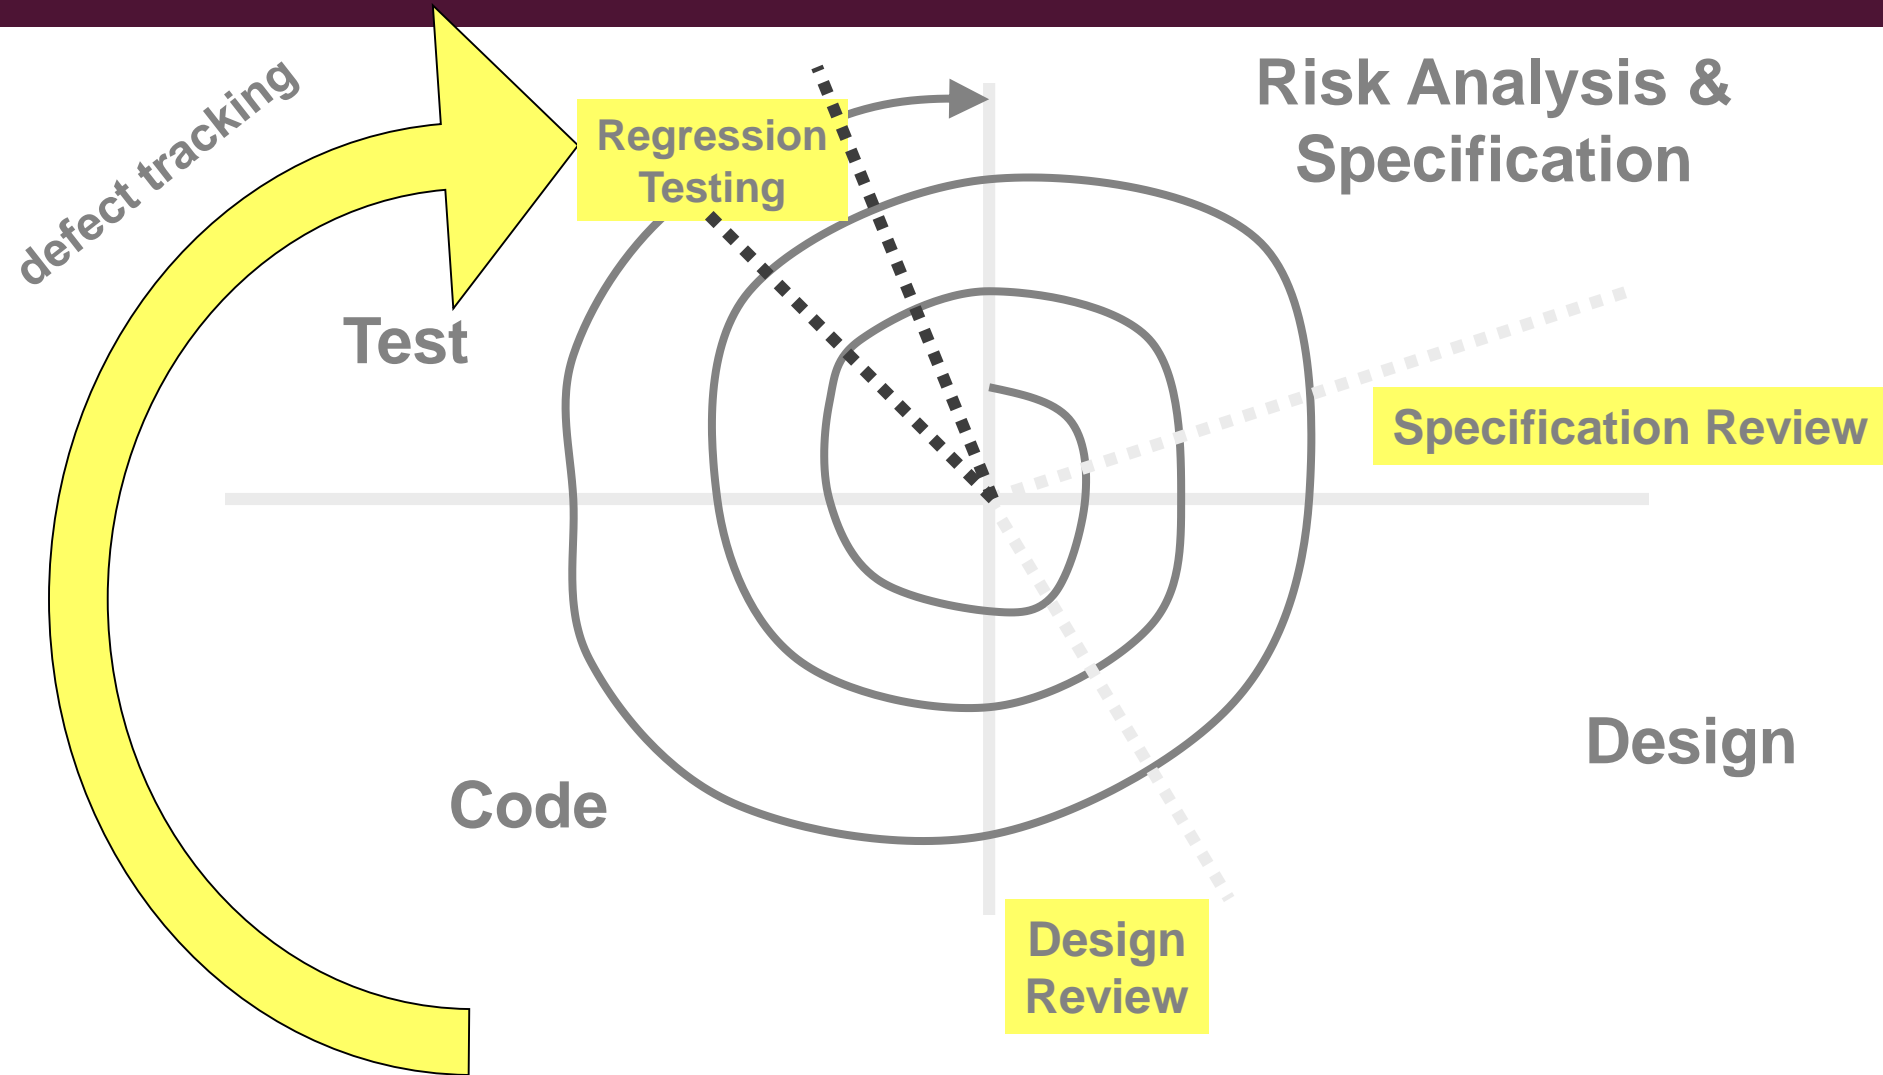 defect tracking
Regression
Testing
Risk Analysis &
Specification
Test
Specification Review
Design
Code
Design
Review